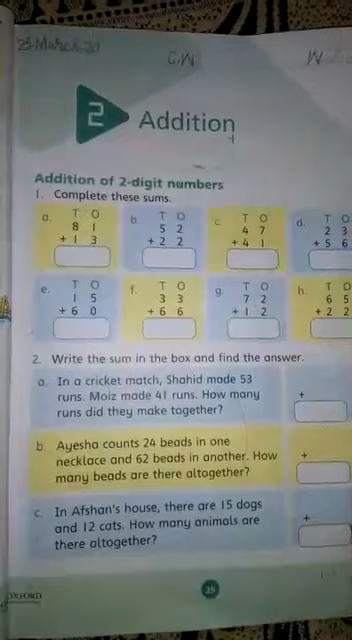 25-March-20
C.W
2 Addition
Addition of 2-digit numbers
1. Complete these sums.
a. T O b. T O c. T O d. T O
8 1 5 2 4 7 2 3
+ 1 3 + 2 2 + 4 1 + 5 6
e. T O f. T O g. T O h. T O
1 5 3 3 7 2 6 5
+ 6 0 + 6 6 + 1 2 + 2 2
2. Write the sum in the box and find the answer.
a. In a cricket match, Shahid made 53
runs. Moiz made 41 runs. How many
runs did they make together?
+
b. Ayesha counts 24 beads in one
necklace and 62 beads in another. How
many beads are there altogether?
+
c. In Afshan's house, there are 15 dogs
and 12 cats. How many animals are
there altogether?
+
OXFORD
25